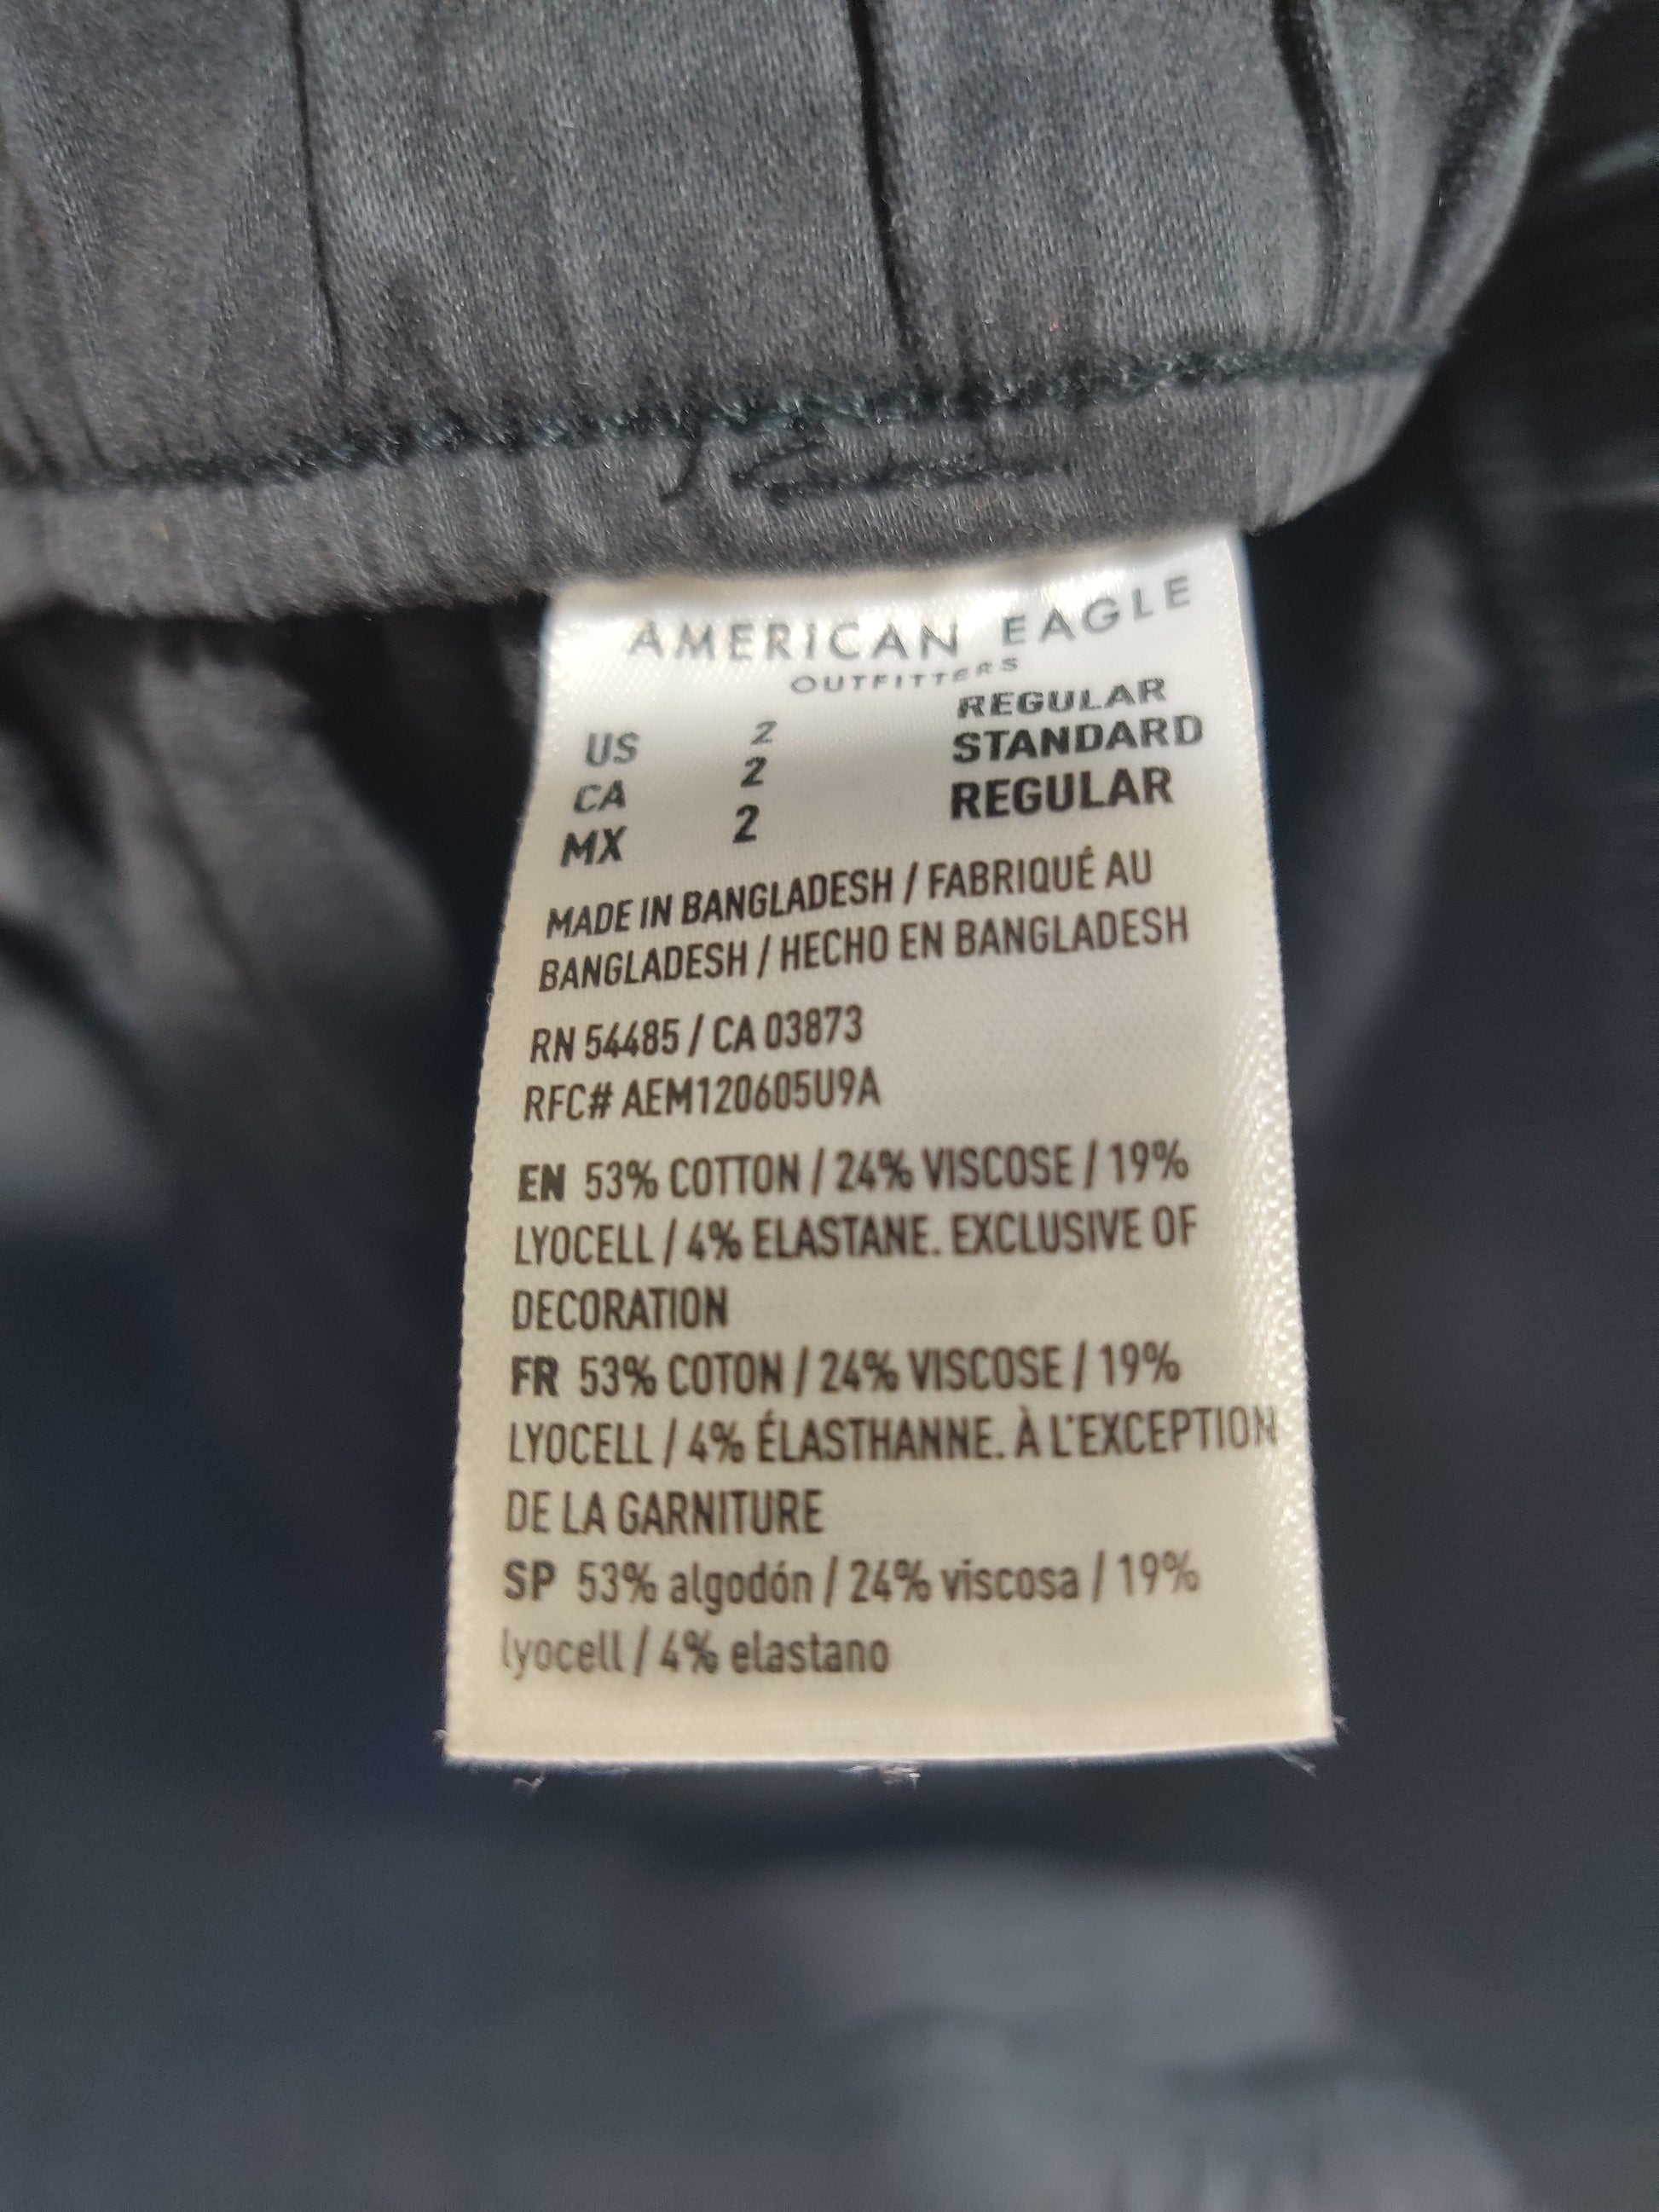 AMERICAN EAGLE
OUTFITTERS
US 2 REGULAR
CA 2 STANDARD
MX 2 REGULAR
MADE IN BANGLADESH / FABRIQUÉ AU
BANGLADESH / HECHO EN BANGLADESH
RN 54485 / CA 03873
RFC# AEM120605U9A
EN 53% COTTON / 24% VISCOSE / 19%
LYOCELL / 4% ELASTANE. EXCLUSIVE OF
DECORATION
FR 53% COTON / 24% VISCOSE / 19%
LYOCELL / 4% ÉLASTHANNE. À L'EXCEPTION
DE LA GARNITURE
SP 53% algodón / 24% viscosa / 19%
lyocell / 4% elastano